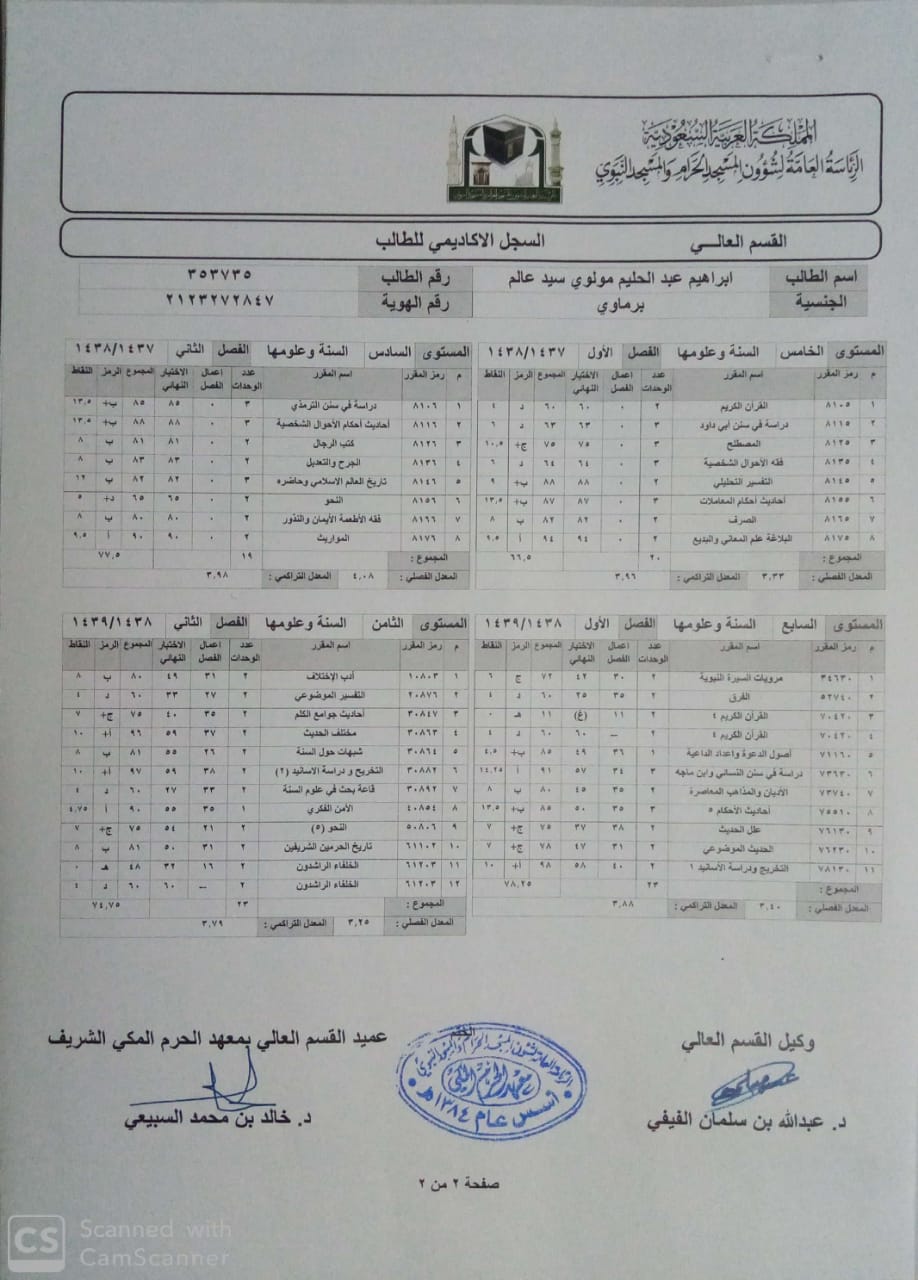 المملكة العربية السعودية
الرئاسة العامة لشؤون المسجد الحرام والمسجد النبوي
القسم العالـــي السجل الاكاديمي للطالب
اسم الطالب ابراهيم عبد الحليم مولوي سيد عالم رقم الطالب ٣٥٣٧٣٥
الجنسية برماوي رقم الهوية ٢١٢٣٢٧٢٨٤٧
المستوى الخامس السنة وعلومها الفصل الأول ١٤٣٨/١٤٣٧
م رمز المقرر اسم المقرر عدد الوحدات اعمال الفصل الاختبار النهائي المجموع الرمز النقاط
١ ٨١٠٥ القرآن الكريم ٢ ٠ ٦٠ ٦٠ د ٤
٢ ٨١١٥ دراسة في سنن أبي داود ٣ ٠ ٦٣ ٦٣ د ٦
٣ ٨١٢٥ المصطلح ٣ ٠ ٧٥ ٧٥ ج+ ١٠,٥
٤ ٨١٣٥ فقه الأحوال الشخصية ٣ ٠ ٦٤ ٦٤ د ٦
٥ ٨١٤٥ التفسير التحليلي ٢ ٠ ٨٨ ٨٨ ب+ ٩
٦ ٨١٥٥ أحاديث أحكام المعاملات ٣ ٠ ٨٧ ٨٧ ب+ ١٣,٥
٧ ٨١٦٥ الصرف ٢ ٠ ٨٢ ٨٢ ب ٨
٨ ٨١٧٥ البلاغة علم المعاني والبديع ٢ ٠ ٩٤ ٩٤ أ ٩,٥
المجموع : ٢٠ ٦٦,٥
المعدل الفصلي : ٣,٣٣ المعدل التراكمي : ٣,٩٦
المستوى السادس السنة وعلومها الفصل الثاني ١٤٣٨/١٤٣٧
م رمز المقرر اسم المقرر عدد الوحدات اعمال الفصل الاختبار النهائي المجموع الرمز النقاط
١ ٨١٠٦ دراسة في سنن الترمذي ٣ ٠ ٨٥ ٨٥ ب+ ١٣,٥
٢ ٨١١٦ أحاديث أحكام الأحوال الشخصية ٣ ٠ ٨٨ ٨٨ ب+ ١٣,٥
٣ ٨١٢٦ كتب الرجال ٢ ٠ ٨١ ٨١ ب ٨
٤ ٨١٣٦ الجرح والتعديل ٢ ٠ ٨٣ ٨٣ ب ٨
٥ ٨١٤٦ تاريخ العالم الاسلامي وحاضره ٣ ٠ ٨٢ ٨٢ ب ١٢
٦ ٨١٥٦ النحو ٢ ٠ ٦٥ ٦٥ د+ ٥
٧ ٨١٦٦ فقه الأطعمة الأيمان والنذور ٢ ٠ ٨٠ ٨٠ ب ٨
٨ ٨١٧٦ المواريث ٢ ٠ ٩٠ ٩٠ أ ٩,٥
المجموع : ١٩ ٧٧,٥
المعدل الفصلي : ٤,٠٨ المعدل التراكمي : ٣,٩٨
المستوى السابع السنة وعلومها الفصل الأول ١٤٣٩/١٤٣٨
م رمز المقرر اسم المقرر عدد الوحدات اعمال الفصل الاختبار النهائي المجموع الرمز النقاط
١ ٣٤٦٣٠ مرويات السيرة النبوية ٢ ٣٠ ٤٢ ٧٢ ج ٦
٢ ٥٢٧٤٠ الفرق ٢ ٣٥ ٢٥ ٦٠ د ٤
٣ ٧٠٤٢٠ القرآن الكريم ٤ ٢ ١١ (غ) ١١ هـ ٠
٤ ٧٠٤٢٠ القرآن الكريم ٤ ٢ -- ٦٠ ٦٠ د ٤
٥ ٧١١٦٠ أصول الدعوة وإعداد الداعية ١ ٣٦ ٤٩ ٨٥ ب+ ٤,٥
٦ ٧٣٦٣٠ دراسة في سنن النسائي وابن ماجه ٣ ٣٤ ٥٧ ٩١ أ ١٤,٢٥
٧ ٧٣٧٤٠ الأديان والمذاهب المعاصرة ٢ ٣٥ ٤٥ ٨٠ ب ٨
٨ ٧٥٥١٠ أحاديث الأحكام ٥ ٣ ٣٥ ٥٠ ٨٥ ب+ ١٣,٥
٩ ٧٦١٣٠ علل الحديث ٢ ٣٨ ٣٧ ٧٥ ج+ ٧
١٠ ٧٦٢٣٠ الحديث الموضوعي ٢ ٣١ ٤٧ ٧٨ ج+ ٧
١١ ٧٨١٣٠ التخريج ودراسة الأسانيد ١ ٢ ٤٠ ٥٨ ٩٨ أ+ ١٠
المجموع : ٢٣ ٧٨,٢٥
المعدل الفصلي : ٣,٤٠ المعدل التراكمي : ٣,٨٨
المستوى الثامن السنة وعلومها الفصل الثاني ١٤٣٩/١٤٣٨
م رمز المقرر اسم المقرر عدد الوحدات اعمال الفصل الاختبار النهائي المجموع الرمز النقاط
١ ١٠٨٠٣ أدب الإختلاف ٢ ٣١ ٤٩ ٨٠ ب ٨
٢ ٢٠٨٧٦ التفسير الموضوعي ٢ ٢٧ ٣٣ ٦٠ د ٤
٣ ٣٠٨٤٧ أحاديث جوامع الكلم ٢ ٣٥ ٤٠ ٧٥ ج+ ٧
٤ ٣٠٨٦٣ مختلف الحديث ٢ ٣٧ ٥٩ ٩٦ أ+ ١٠
٥ ٣٠٨٦٤ شبهات حول السنة ٢ ٢٦ ٥٥ ٨١ ب ٨
٦ ٣٠٨٨٢ التخريج و دراسة الاسانيد (٢) ٢ ٣٨ ٥٩ ٩٧ أ+ ١٠
٧ ٣٠٨٩٢ قاعة بحث في علوم السنة ٢ ٣٣ ٢٧ ٦٠ د ٤
٨ ٤٠٨٥٤ الأمن الفكري ١ ٣٥ ٥٥ ٩٠ أ ٤,٧٥
٩ ٥٠٨٠٦ النحو (٥) ٢ ٢١ ٥٤ ٧٥ ج+ ٧
١٠ ٦١١٠٢ تاريخ الحرمين الشريفين ٢ ٣١ ٥٠ ٨١ ب ٨
١١ ٦١٢٠٣ الخلفاء الراشدون ٢ ١٦ ٣٢ ٤٨ هـ ٠
١٢ ٦١٢٠٣ الخلفاء الراشدون ٢ -- ٦٠ ٦٠ د ٤
المجموع : ٢٣ ٧٤,٧٥
المعدل الفصلي : ٣,٢٥ المعدل التراكمي : ٣,٧٩
وكيل القسم العالي
د. عبدالله بن سلمان الفيفي
الختم
الرئاسة العامة لشئون المسجد الحرام والمسجد النبوي
معهد الحرم المكي
أسس عام ١٣٨٤هـ
عميد القسم العالي بمعهد الحرم المكي الشريف
د. خالد بن محمد السبيعي
صفحة ٢ من ٢
CS Scanned with
CamScanner